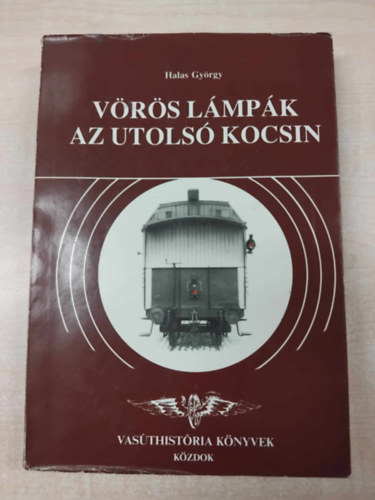 Halas György
VÖRÖS LÁMPÁK
AZ UTOLSÓ KOCSIN
VASÚTHISTÓRIA KÖNYVEK
KÖZDOK